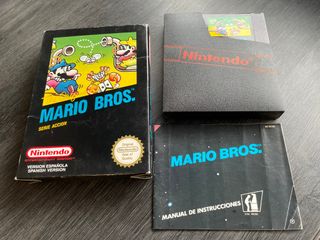 MARIO BROS.
SERIE ACCION
Nintendo
VERSION ESPAÑOLA
SPANISH VERSION
Nintendo
MARIO BROS.
MANUAL DE INSTRUCCIONES